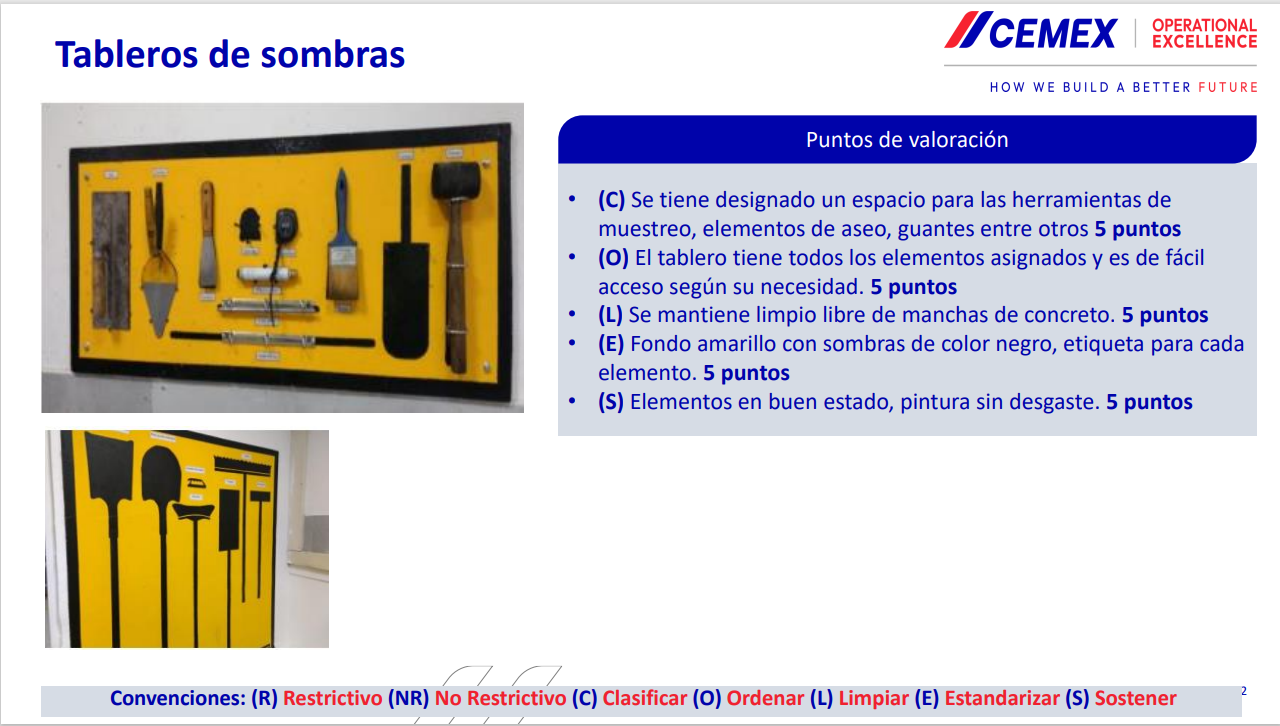 Tableros de sombras
CEMEX
OPERATIONAL
EXCELLENCE
HOW WE BUILD A BETTER FUTURE
Puntos de valoración
• (C) Se tiene designado un espacio para las herramientas de
muestreo, elementos de aseo, guantes entre otros 5 puntos
• (O) El tablero tiene todos los elementos asignados y es de fácil
acceso según su necesidad. 5 puntos
• (L) Se mantiene limpio libre de manchas de concreto. 5 puntos
• (E) Fondo amarillo con sombras de color negro, etiqueta para cada
elemento. 5 puntos
• (S) Elementos en buen estado, pintura sin desgaste. 5 puntos
Convenciones: (R) Restrictivo (NR) No Restrictivo (C) Clasificar (O) Ordenar (L) Limpiar (E) Estandarizar (S) Sostener
2